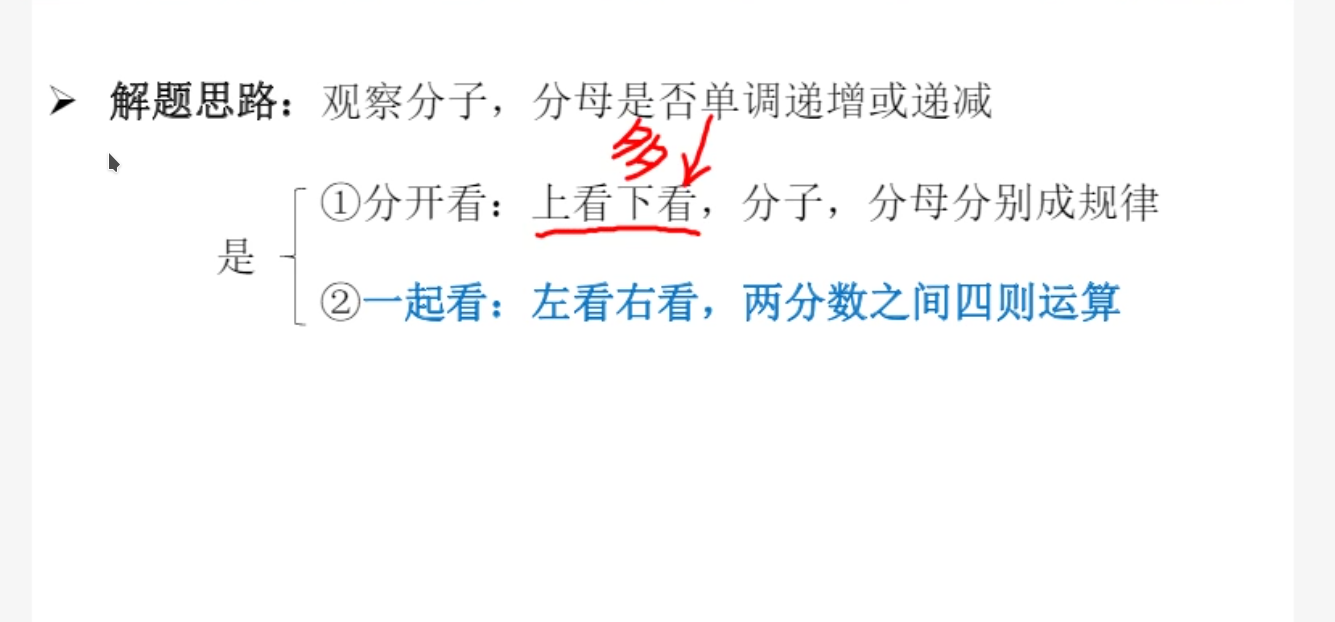 解题思路：观察分子，分母是否单调递增或递减
多
①分开看：上看下看，分子，分母分别成规律
是
②一起看：左看右看，两分数之间四则运算